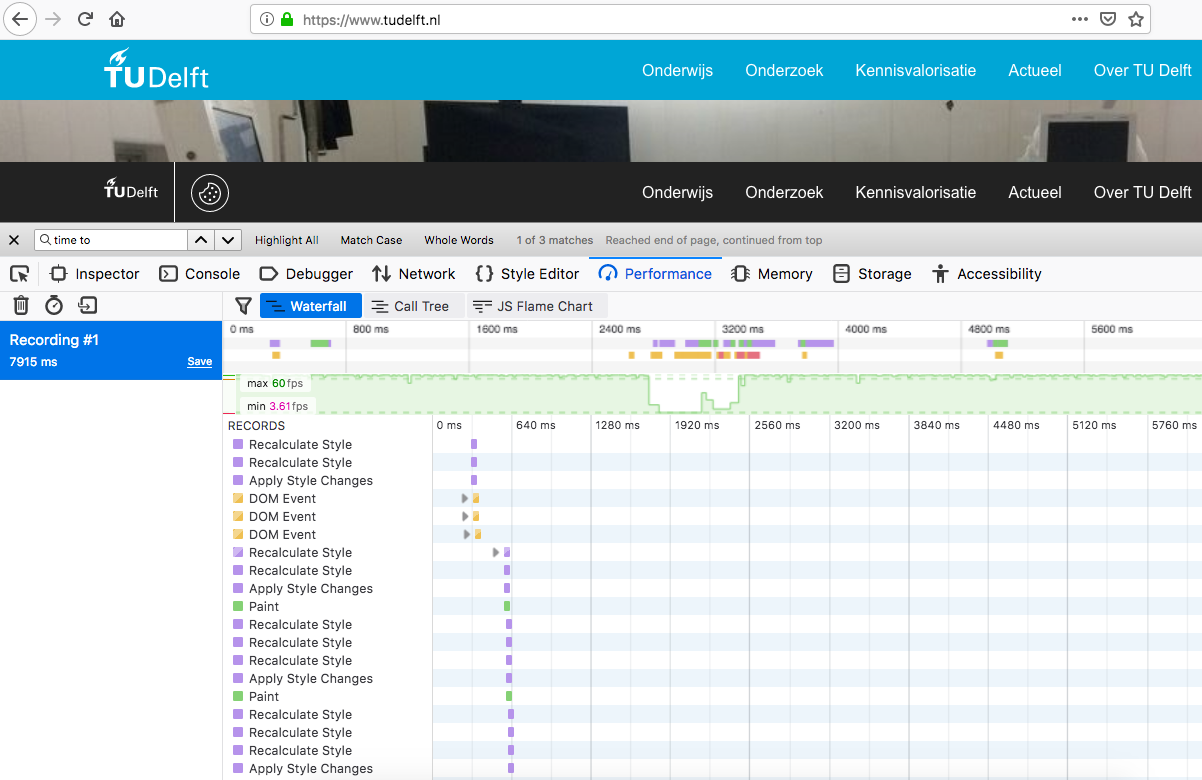 https://www.tudelft.nl
TU Delft
Onderwijs Onderzoek Kennisvalorisatie Actueel Over TU Delft
TU Delft
Onderwijs Onderzoek Kennisvalorisatie Actueel Over TU Delft
time to Highlight All Match Case Whole Words 1 of 3 matches Reached end of page, continued from top
Inspector Console Debugger Network Style Editor Performance Memory Storage Accessibility
Waterfall Call Tree JS Flame Chart
Recording #1
7915 ms Save
0 ms 800 ms 1600 ms 2400 ms 3200 ms 4000 ms 4800 ms 5600 ms
max 60 fps
min 3.61 fps
RECORDS 0 ms 640 ms 1280 ms 1920 ms 2560 ms 3200 ms 3840 ms 4480 ms 5120 ms 5760 ms
Recalculate Style
Recalculate Style
Apply Style Changes
DOM Event
DOM Event
DOM Event
Recalculate Style
Recalculate Style
Apply Style Changes
Paint
Recalculate Style
Recalculate Style
Recalculate Style
Apply Style Changes
Paint
Recalculate Style
Recalculate Style
Recalculate Style
Apply Style Changes